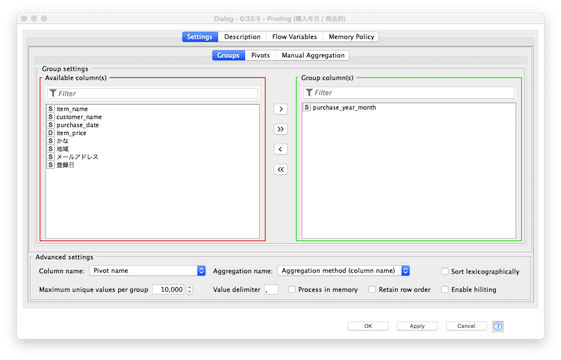 Dialog - 0:33:5 - Pivoting (購入年月 / 商品別)
Settings Description Flow Variables Memory Policy
Groups Pivots Manual Aggregation
Group settings
Available column(s) Group column(s)
Filter Filter
S item_name S purchase_year_month
S customer_name
S purchase_date
D item_price
S かな
S 地域
S メールアドレス
S 登録日
> >> < <<
Advanced settings
Column name: Pivot name Aggregation name: Aggregation method (column name) Sort lexicographically
Maximum unique values per group 10,000 Value delimiter , Process in memory Retain row order Enable hiliting
OK Apply Cancel ?